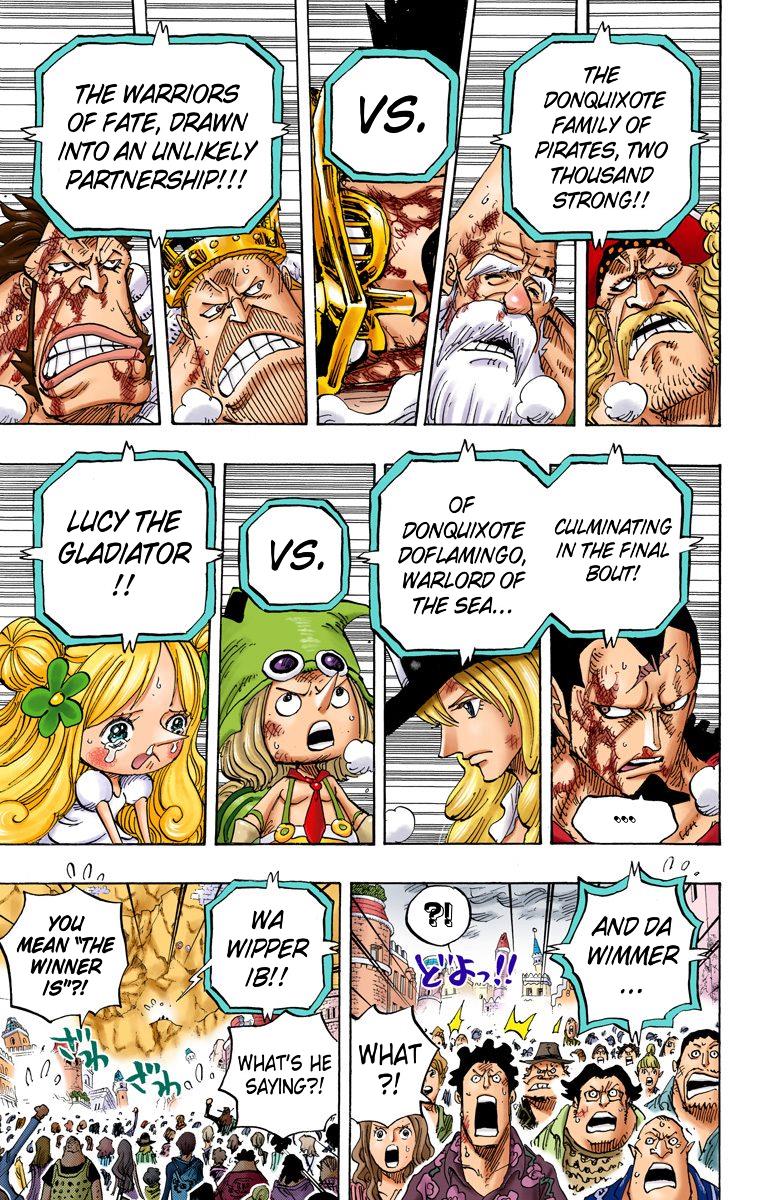 THE
DONQUIXOTE
FAMILY OF
PIRATES, TWO
THOUSAND
STRONG!!
VS.
THE WARRIORS
OF FATE, DRAWN
INTO AN UNLIKELY
PARTNERSHIP!!!
CULMINATING
IN THE FINAL
BOUT!
...
OF
DONQUIXOTE
DOFLAMINGO,
WARLORD OF
THE SEA...
VS.
LUCY THE
GLADIATOR
!!
AND DA
WIMMER
...
?!
どよっ!!
WHAT
?!
WA
WIPPER
IB!!
WHAT'S HE
SAYING?!
YOU
MEAN "THE
WINNER
IS"?!
ざわ
ざわ